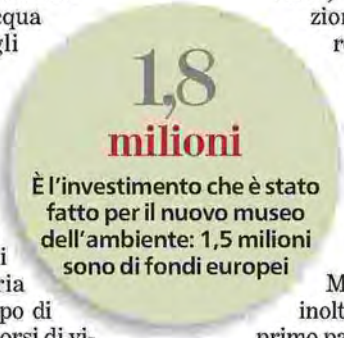 1,8
milioni
È l'investimento che è stato
fatto per il nuovo museo
dell'ambiente: 1,5 milioni
sono di fondi europei